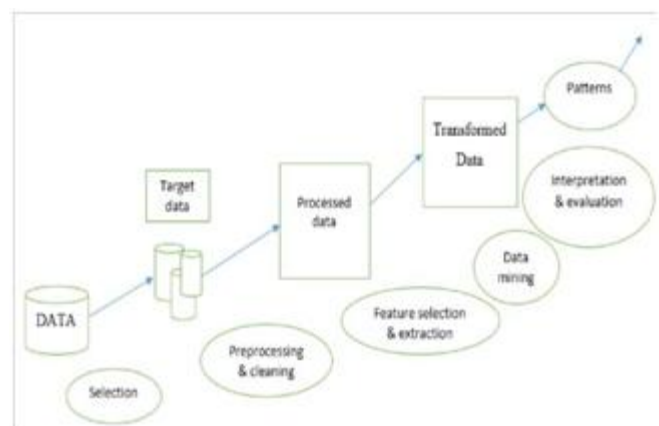 Patterns
Transformed
Data
Interpretation
& evaluation
Target
data
Processed
data
Data
mining
DATA
Feature selection
& extraction
Preprocessing
& cleaning
Selection